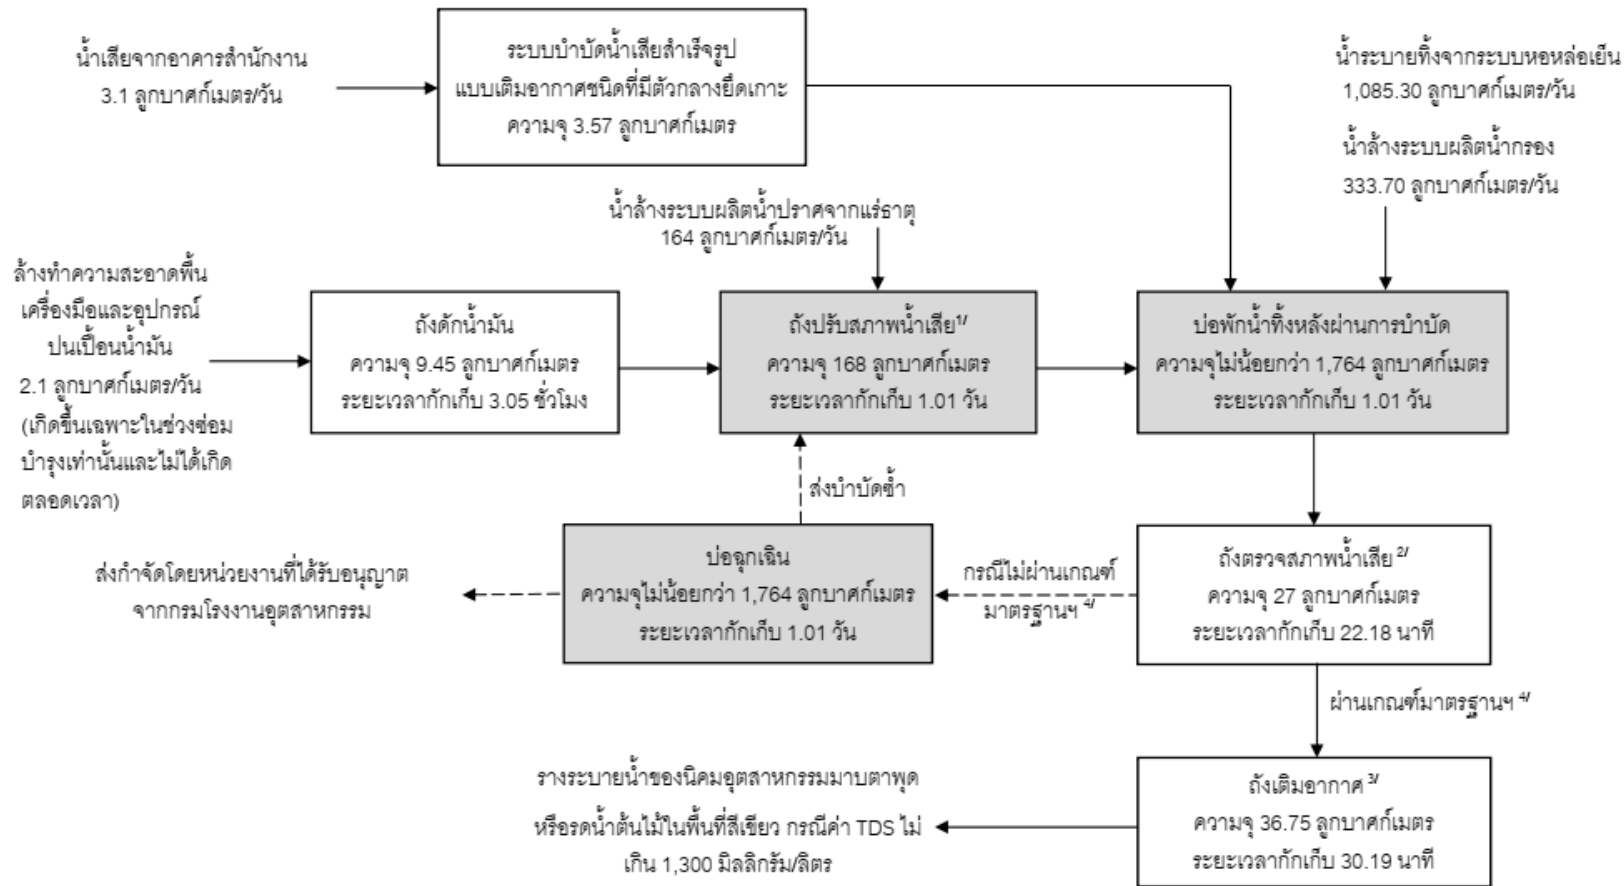 น้ำเสียจากอาคารสำนักงาน
3.1 ลูกบาศก์เมตร/วัน
ระบบบำบัดน้ำเสียสำเร็จรูป
แบบเติมอากาศชนิดที่มีตัวกลางยึดเกาะ
ความจุ 3.57 ลูกบาศก์เมตร
น้ำระบายทิ้งจากระบบหอหล่อเย็น
1,085.30 ลูกบาศก์เมตร/วัน
น้ำล้างระบบผลิตน้ำกรอง
333.70 ลูกบาศก์เมตร/วัน
น้ำล้างระบบผลิตน้ำปราศจากแร่ธาตุ
164 ลูกบาศก์เมตร/วัน
ล้างทำความสะอาดพื้น
เครื่องมือและอุปกรณ์
ปนเปื้อนน้ำมัน
2.1 ลูกบาศก์เมตร/วัน
(เกิดขึ้นเฉพาะในช่วงซ่อม
บำรุงเท่านั้นและไม่ได้เกิด
ตลอดเวลา)
ถังดักน้ำมัน
ความจุ 9.45 ลูกบาศก์เมตร
ระยะเวลากักเก็บ 3.05 ชั่วโมง
ถังปรับสภาพน้ำเสีย1/
ความจุ 168 ลูกบาศก์เมตร
ระยะเวลากักเก็บ 1.01 วัน
บ่อพักน้ำทิ้งหลังผ่านการบำบัด
ความจุไม่น้อยกว่า 1,764 ลูกบาศก์เมตร
ระยะเวลากักเก็บ 1.01 วัน
ส่งบำบัดซ้ำ
ส่งกำจัดโดยหน่วยงานที่ได้รับอนุญาต
จากกรมโรงงานอุตสาหกรรม
บ่อฉุกเฉิน
ความจุไม่น้อยกว่า 1,764 ลูกบาศก์เมตร
ระยะเวลากักเก็บ 1.01 วัน
กรณีไม่ผ่านเกณฑ์
มาตรฐานฯ 4/
ถังตรวจสภาพน้ำเสีย 2/
ความจุ 27 ลูกบาศก์เมตร
ระยะเวลากักเก็บ 22.18 นาที
ผ่านเกณฑ์มาตรฐานฯ 4/
รางระบายน้ำของนิคมอุตสาหกรรมมาบตาพุด
หรือรดน้ำต้นไม้ในพื้นที่สีเขียว กรณีค่า TDS ไม่
เกิน 1,300 มิลลิกรัม/ลิตร
ถังเติมอากาศ 3/
ความจุ 36.75 ลูกบาศก์เมตร
ระยะเวลากักเก็บ 30.19 นาที